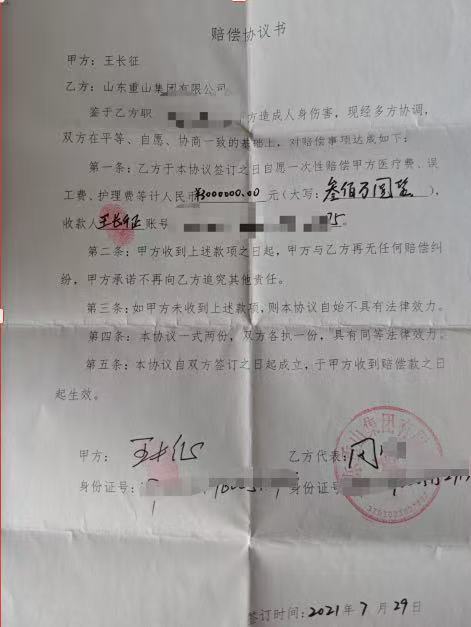 赔偿协议书
甲方：王长征
乙方：山东重山集团有限公司
鉴于乙方职 方造成人身伤害，现经多方协调，
双方在平等、自愿、协商一致的基础上，对赔偿事项达成如下：
第一条：乙方于本协议签订之日自愿一次性赔偿甲方医疗费、误
工费、护理费等计人民币¥3000000.00元（大写：叁佰万圆整），
收款人王长征账号 75。
第二条：甲方收到上述款项之日起，甲方与乙方再无任何赔偿纠
纷，甲方承诺不再向乙方追究其他责任。
第三条：如甲方未收到上述款项，则本协议自始不具有法律效力。
第四条：本协议一式两份，双方各执一份，具有同等法律效力。
第五条：本协议自双方签订之日起成立，于甲方收到赔偿款之日
起生效。
甲方：王长征 乙方代表：周
身份证号： 身份证号
签订时间：2021年7月29日